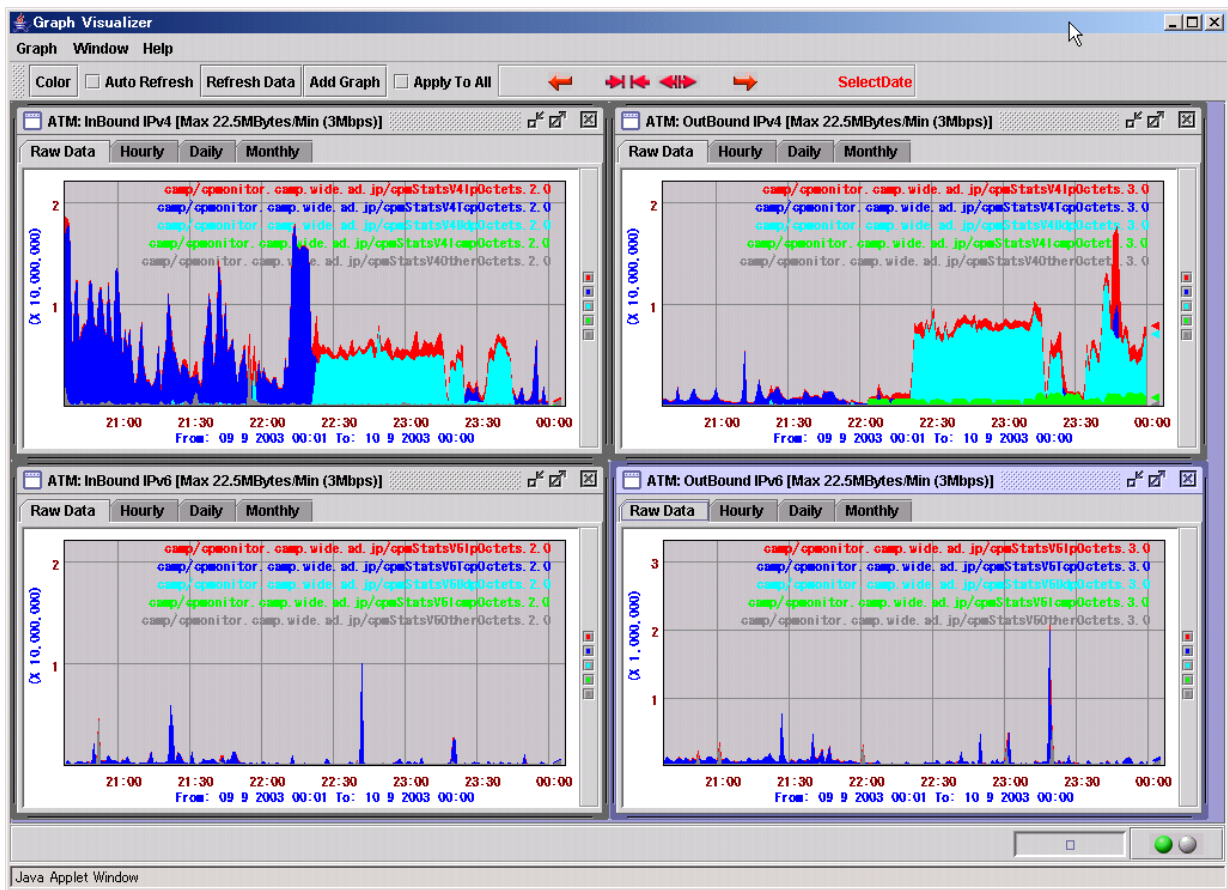 Graph Visualizer
Graph Window Help
Color Auto Refresh Refresh Data Add Graph Apply To All SelectDate
ATM: InBound IPv4 [Max 22.5MBytes/Min (3Mbps)]
Raw Data Hourly Daily Monthly
camp/cpmonitor.camp.wide.ad.jp/cpmStatsV4IpOctets.2.0
camp/cpmonitor.camp.wide.ad.jp/cpmStatsV4TcpOctets.2.0
camp/cpmonitor.camp.wide.ad.jp/cpmStatsV4UdpOctets.2.0
camp/cpmonitor.camp.wide.ad.jp/cpmStatsV4IcmpOctets.2.0
camp/cpmonitor.camp.wide.ad.jp/cpmStatsV4OtherOctets.2.0
2
1
(X 10,000,000)
21:00 21:30 22:00 22:30 23:00 23:30 00:00
From: 09 9 2003 00:01 To: 10 9 2003 00:00
ATM: OutBound IPv4 [Max 22.5MBytes/Min (3Mbps)]
Raw Data Hourly Daily Monthly
camp/cpmonitor.camp.wide.ad.jp/cpmStatsV4IpOctets.3.0
camp/cpmonitor.camp.wide.ad.jp/cpmStatsV4TcpOctets.3.0
camp/cpmonitor.camp.wide.ad.jp/cpmStatsV4UdpOctets.3.0
camp/cpmonitor.camp.wide.ad.jp/cpmStatsV4IcmpOctets.3.0
camp/cpmonitor.camp.wide.ad.jp/cpmStatsV4OtherOctets.3.0
2
1
(X 10,000,000)
21:00 21:30 22:00 22:30 23:00 23:30 00:00
From: 09 9 2003 00:01 To: 10 9 2003 00:00
ATM: InBound IPv6 [Max 22.5MBytes/Min (3Mbps)]
Raw Data Hourly Daily Monthly
camp/cpmonitor.camp.wide.ad.jp/cpmStatsV6IpOctets.2.0
camp/cpmonitor.camp.wide.ad.jp/cpmStatsV6TcpOctets.2.0
camp/cpmonitor.camp.wide.ad.jp/cpmStatsV6UdpOctets.2.0
camp/cpmonitor.camp.wide.ad.jp/cpmStatsV6IcmpOctets.2.0
camp/cpmonitor.camp.wide.ad.jp/cpmStatsV6OtherOctets.2.0
2
1
(X 10,000,000)
21:00 21:30 22:00 22:30 23:00 23:30 00:00
From: 09 9 2003 00:01 To: 10 9 2003 00:00
ATM: OutBound IPv6 [Max 22.5MBytes/Min (3Mbps)]
Raw Data Hourly Daily Monthly
camp/cpmonitor.camp.wide.ad.jp/cpmStatsV6IpOctets.3.0
camp/cpmonitor.camp.wide.ad.jp/cpmStatsV6TcpOctets.3.0
camp/cpmonitor.camp.wide.ad.jp/cpmStatsV6UdpOctets.3.0
camp/cpmonitor.camp.wide.ad.jp/cpmStatsV6IcmpOctets.3.0
camp/cpmonitor.camp.wide.ad.jp/cpmStatsV6OtherOctets.3.0
3
2
1
(X 1,000,000)
21:00 21:30 22:00 22:30 23:00 23:30 00:00
From: 09 9 2003 00:01 To: 10 9 2003 00:00
Java Applet Window